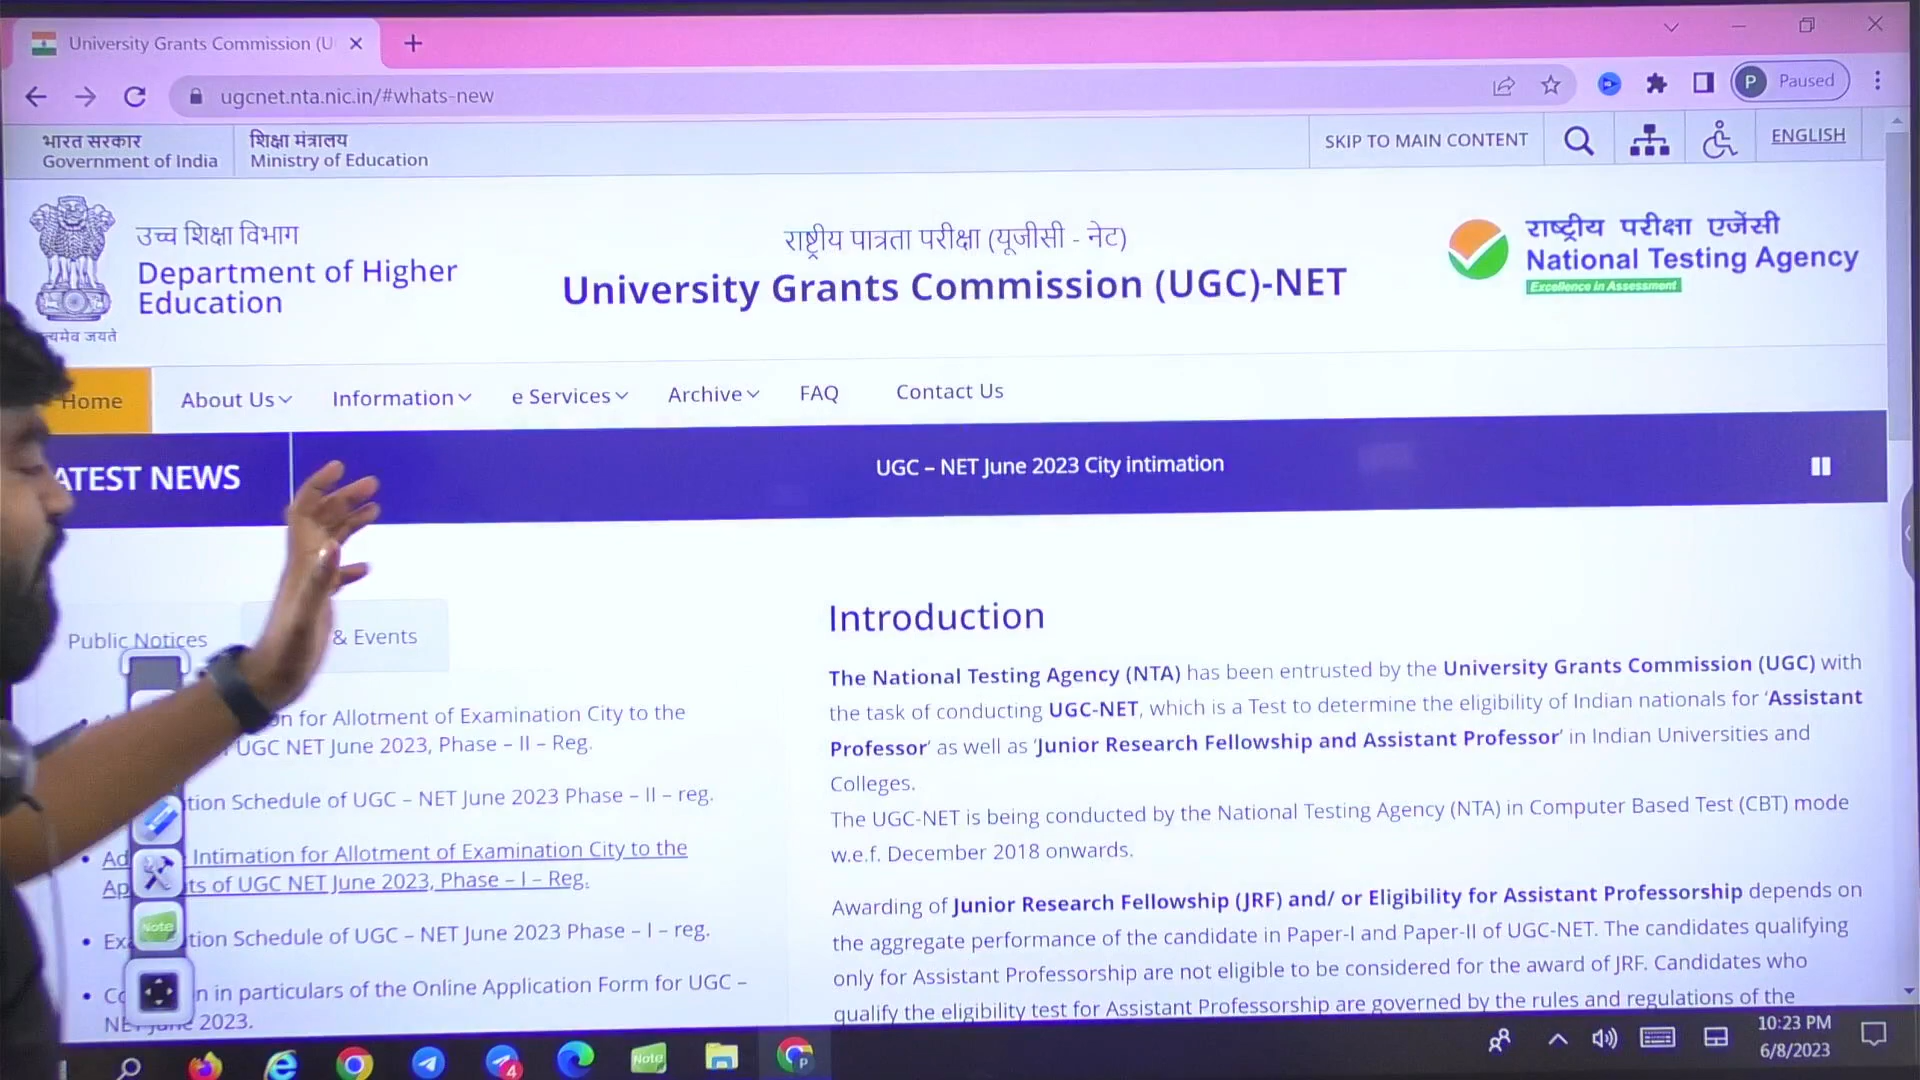 University Grants Commission (U
ugcnet.nta.nic.in/#whats-new
P Paused
भारत सरकार
Government of India
शिक्षा मंत्रालय
Ministry of Education
SKIP TO MAIN CONTENT
ENGLISH
उच्च शिक्षा विभाग
Department of Higher
Education
राष्ट्रीय पात्रता परीक्षा (यूजीसी - नेट)
University Grants Commission (UGC)-NET
राष्ट्रीय परीक्षा एजेंसी
National Testing Agency
Excellence in Assessment
यमेव जयते
Home
About Us
Information
e Services
Archive
FAQ
Contact Us
ATEST NEWS
UGC – NET June 2023 City intimation
Public Notices
& Events
n for Allotment of Examination City to the
UGC NET June 2023, Phase – II – Reg.
tion Schedule of UGC – NET June 2023 Phase – II – reg.
Ad Intimation for Allotment of Examination City to the
Ap ts of UGC NET June 2023, Phase – I – Reg.
Exa tion Schedule of UGC – NET June 2023 Phase – I – reg.
Co n in particulars of the Online Application Form for UGC –
NET June 2023.
Note
Introduction
The National Testing Agency (NTA) has been entrusted by the University Grants Commission (UGC) with
the task of conducting UGC-NET, which is a Test to determine the eligibility of Indian nationals for ‘Assistant
Professor’ as well as ‘Junior Research Fellowship and Assistant Professor’ in Indian Universities and
Colleges.
The UGC-NET is being conducted by the National Testing Agency (NTA) in Computer Based Test (CBT) mode
w.e.f. December 2018 onwards.
Awarding of Junior Research Fellowship (JRF) and/ or Eligibility for Assistant Professorship depends on
the aggregate performance of the candidate in Paper-I and Paper-II of UGC-NET. The candidates qualifying
only for Assistant Professorship are not eligible to be considered for the award of JRF. Candidates who
qualify the eligibility test for Assistant Professorship are governed by the rules and regulations of the
4
Note
P
10:23 PM
6/8/2023